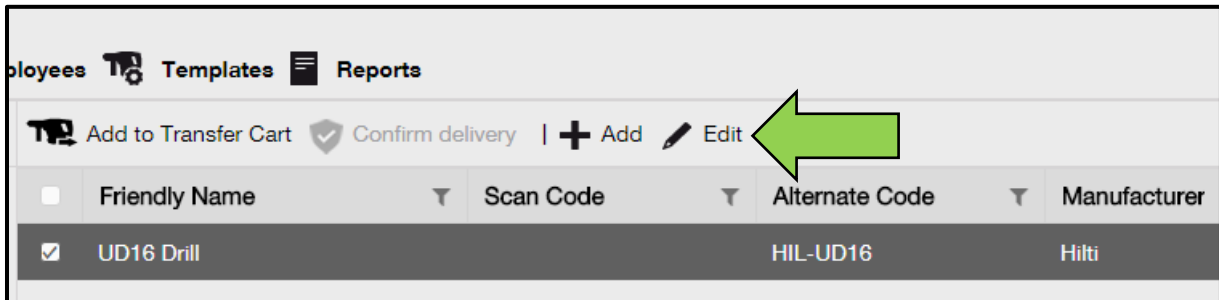 ployees Templates Reports
Add to Transfer Cart Confirm delivery | Add Edit
Friendly Name Scan Code Alternate Code Manufacturer
UD16 Drill HIL-UD16 Hilti